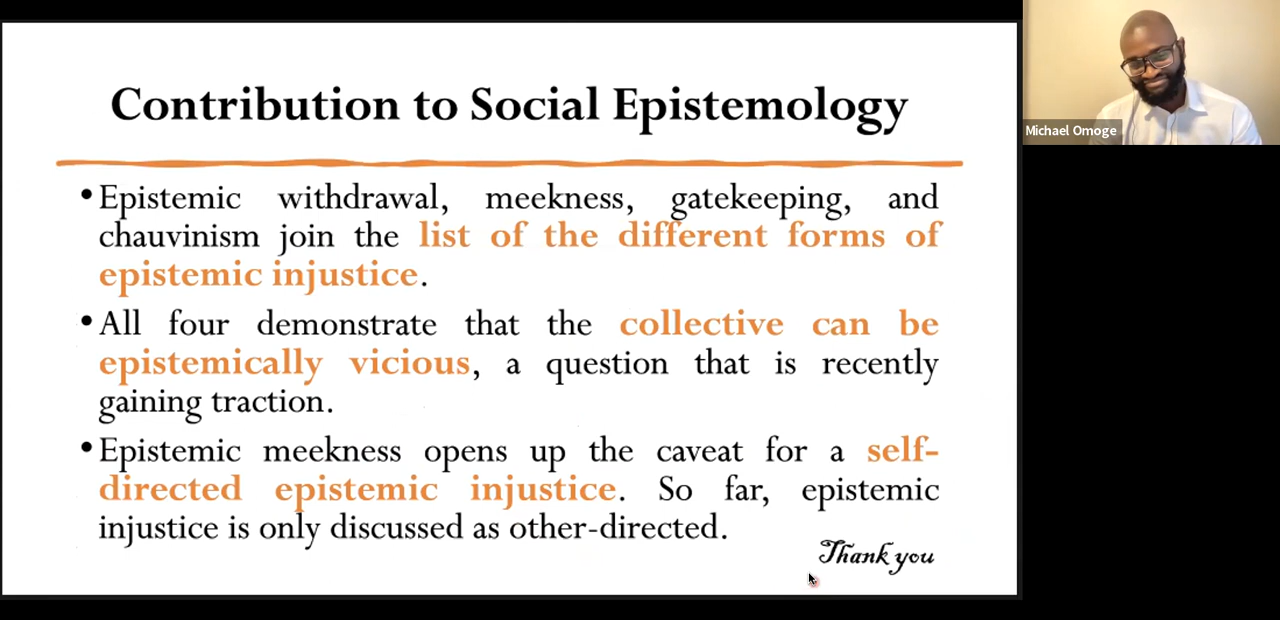 Contribution to Social Epistemology
•Epistemic withdrawal, meekness, gatekeeping, and
chauvinism join the list of the different forms of
epistemic injustice.
•All four demonstrate that the collective can be
epistemically vicious, a question that is recently
gaining traction.
•Epistemic meekness opens up the caveat for a self-
directed epistemic injustice. So far, epistemic
injustice is only discussed as other-directed.
Thank you
Michael Omoge